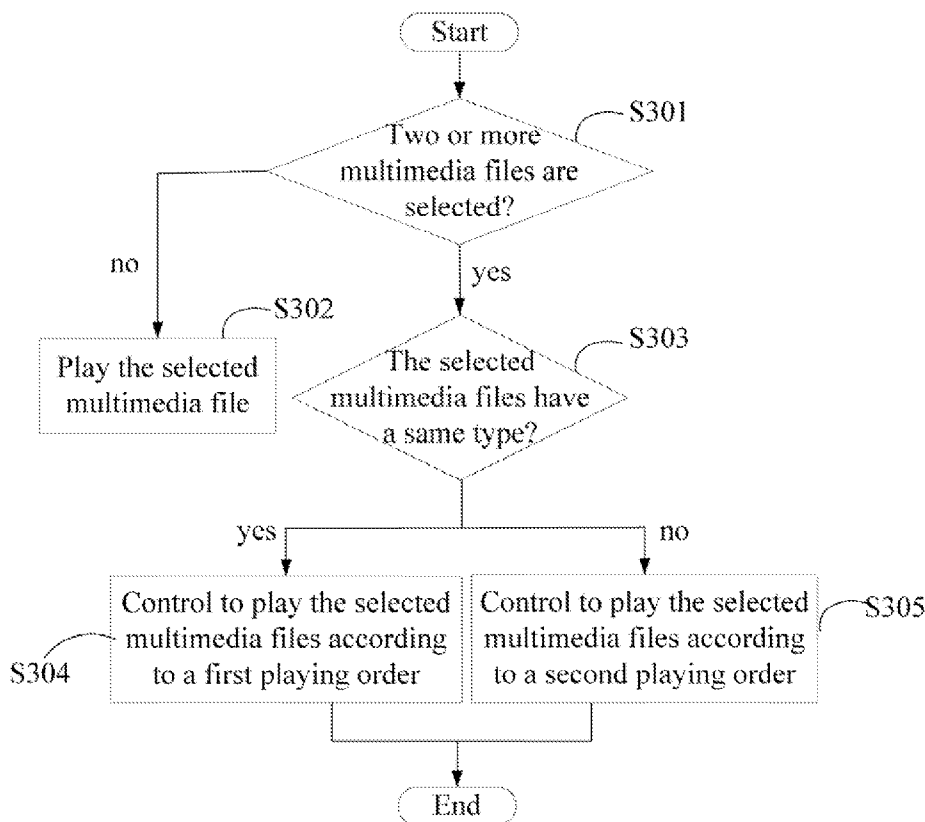 Start
S301
Two or more
multimedia files are
selected?
no
yes
S302
Play the selected
multimedia file
S303
The selected
multimedia files have
a same type?
yes
no
Control to play the selected
multimedia files according
to a first playing order
S304
Control to play the selected
multimedia files according
to a second playing order
S305
End